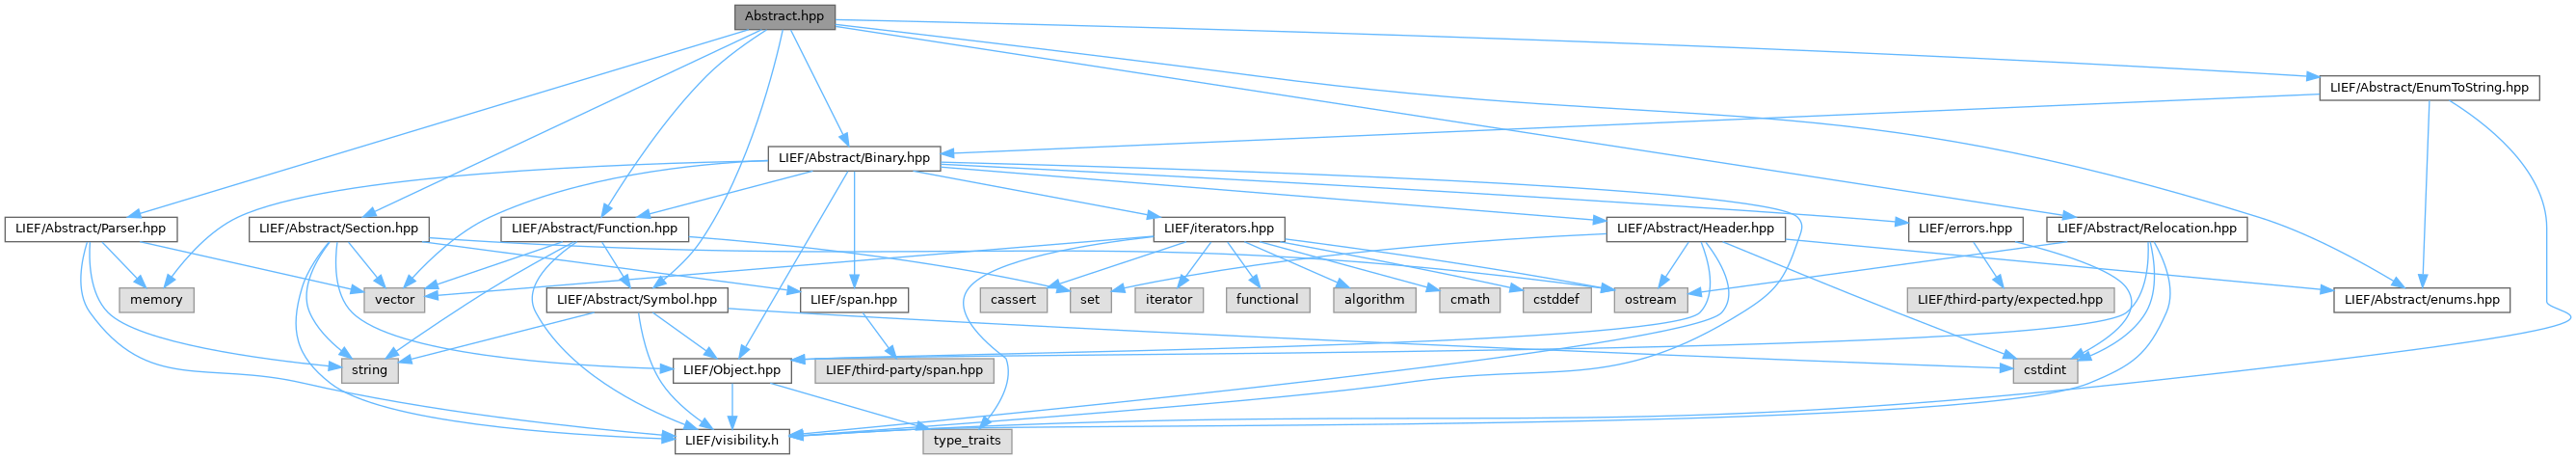 Abstract.hpp
LIEF/Abstract/EnumToString.hpp
LIEF/Abstract/Binary.hpp
LIEF/Abstract/Parser.hpp
LIEF/Abstract/Section.hpp
LIEF/Abstract/Function.hpp
LIEF/iterators.hpp
LIEF/Abstract/Header.hpp
LIEF/errors.hpp
LIEF/Abstract/Relocation.hpp
memory
vector
LIEF/Abstract/Symbol.hpp
LIEF/span.hpp
cassert
set
iterator
functional
algorithm
cmath
cstddef
ostream
LIEF/third-party/expected.hpp
LIEF/Abstract/enums.hpp
string
LIEF/Object.hpp
LIEF/third-party/span.hpp
cstdint
LIEF/visibility.h
type_traits